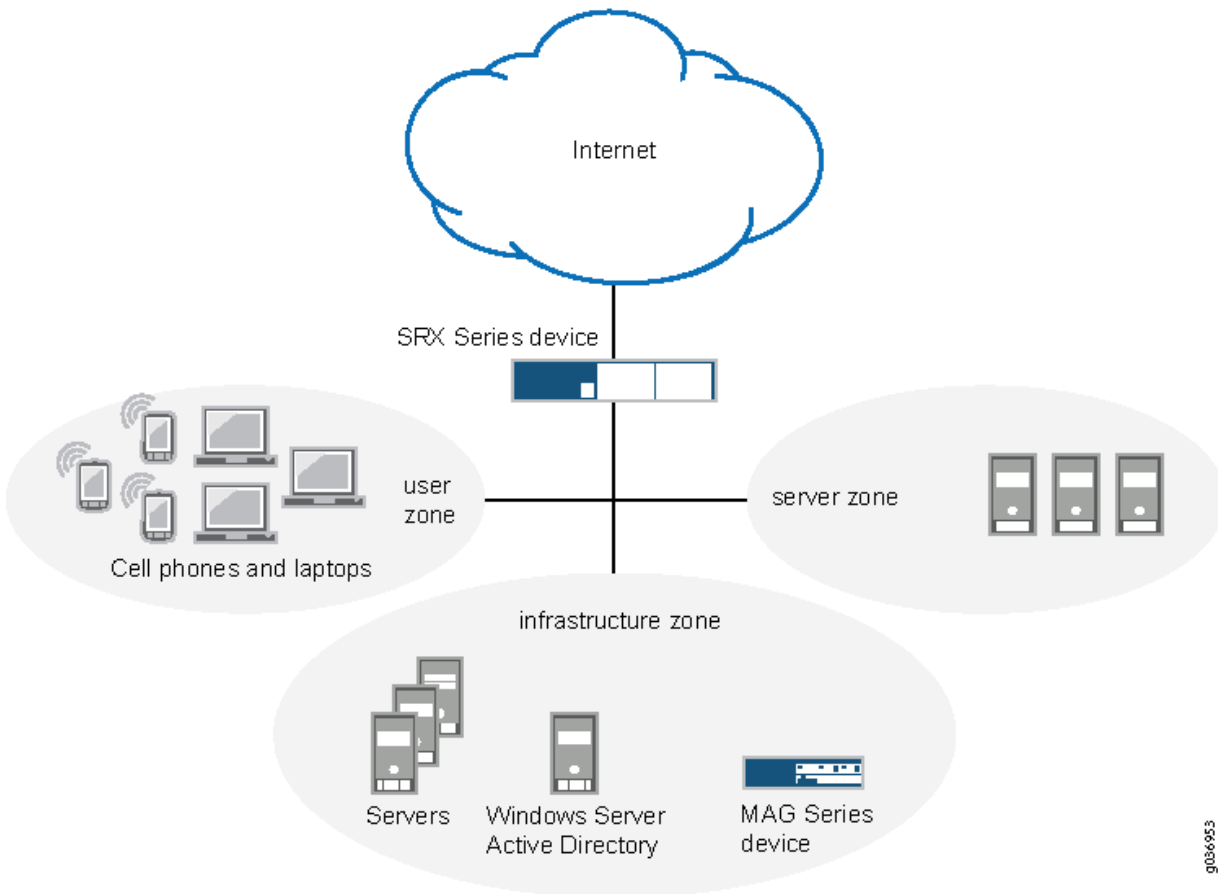 Internet
SRX Series device
user
zone
server zone
Cell phones and laptops
infrastructure zone
Servers
Windows Server
Active Directory
MAG Series
device
g036953